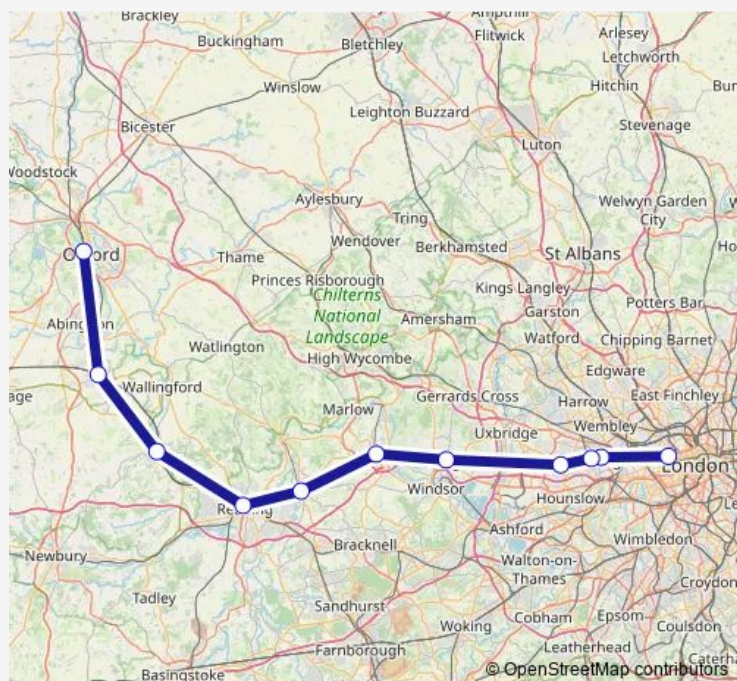 Brackley
Buckingham
Bletchley
Ampthill
Flitwick
Arlesey
Letchworth
Winslow
Hitchin
Bicester
Leighton Buzzard
Stevenage
Luton
Woodstock
Aylesbury
Tring
Welwyn Garden
City
Wendover
Berkhamsted
St Albans
Thame
Princes Risborough
Chilterns
National
Landscape
Kings Langley
Garston
Potters Bar
Amersham
Watford
Chipping Barnet
Watlington
High Wycombe
Edgware
Wallingford
Marlow
Gerrards Cross
Harrow
East Finchley
Uxbridge
Wembley
London
Windsor
Hounslow
Ashford
Wimbledon
Bracknell
Newbury
Walton-on-
Thames
Croydon
Tadley
Sandhurst
Cobham
Epsom
Coulsdon
Woking
Leatherhead
Farnborough
Basingstoke
© OpenStreetMap contributors